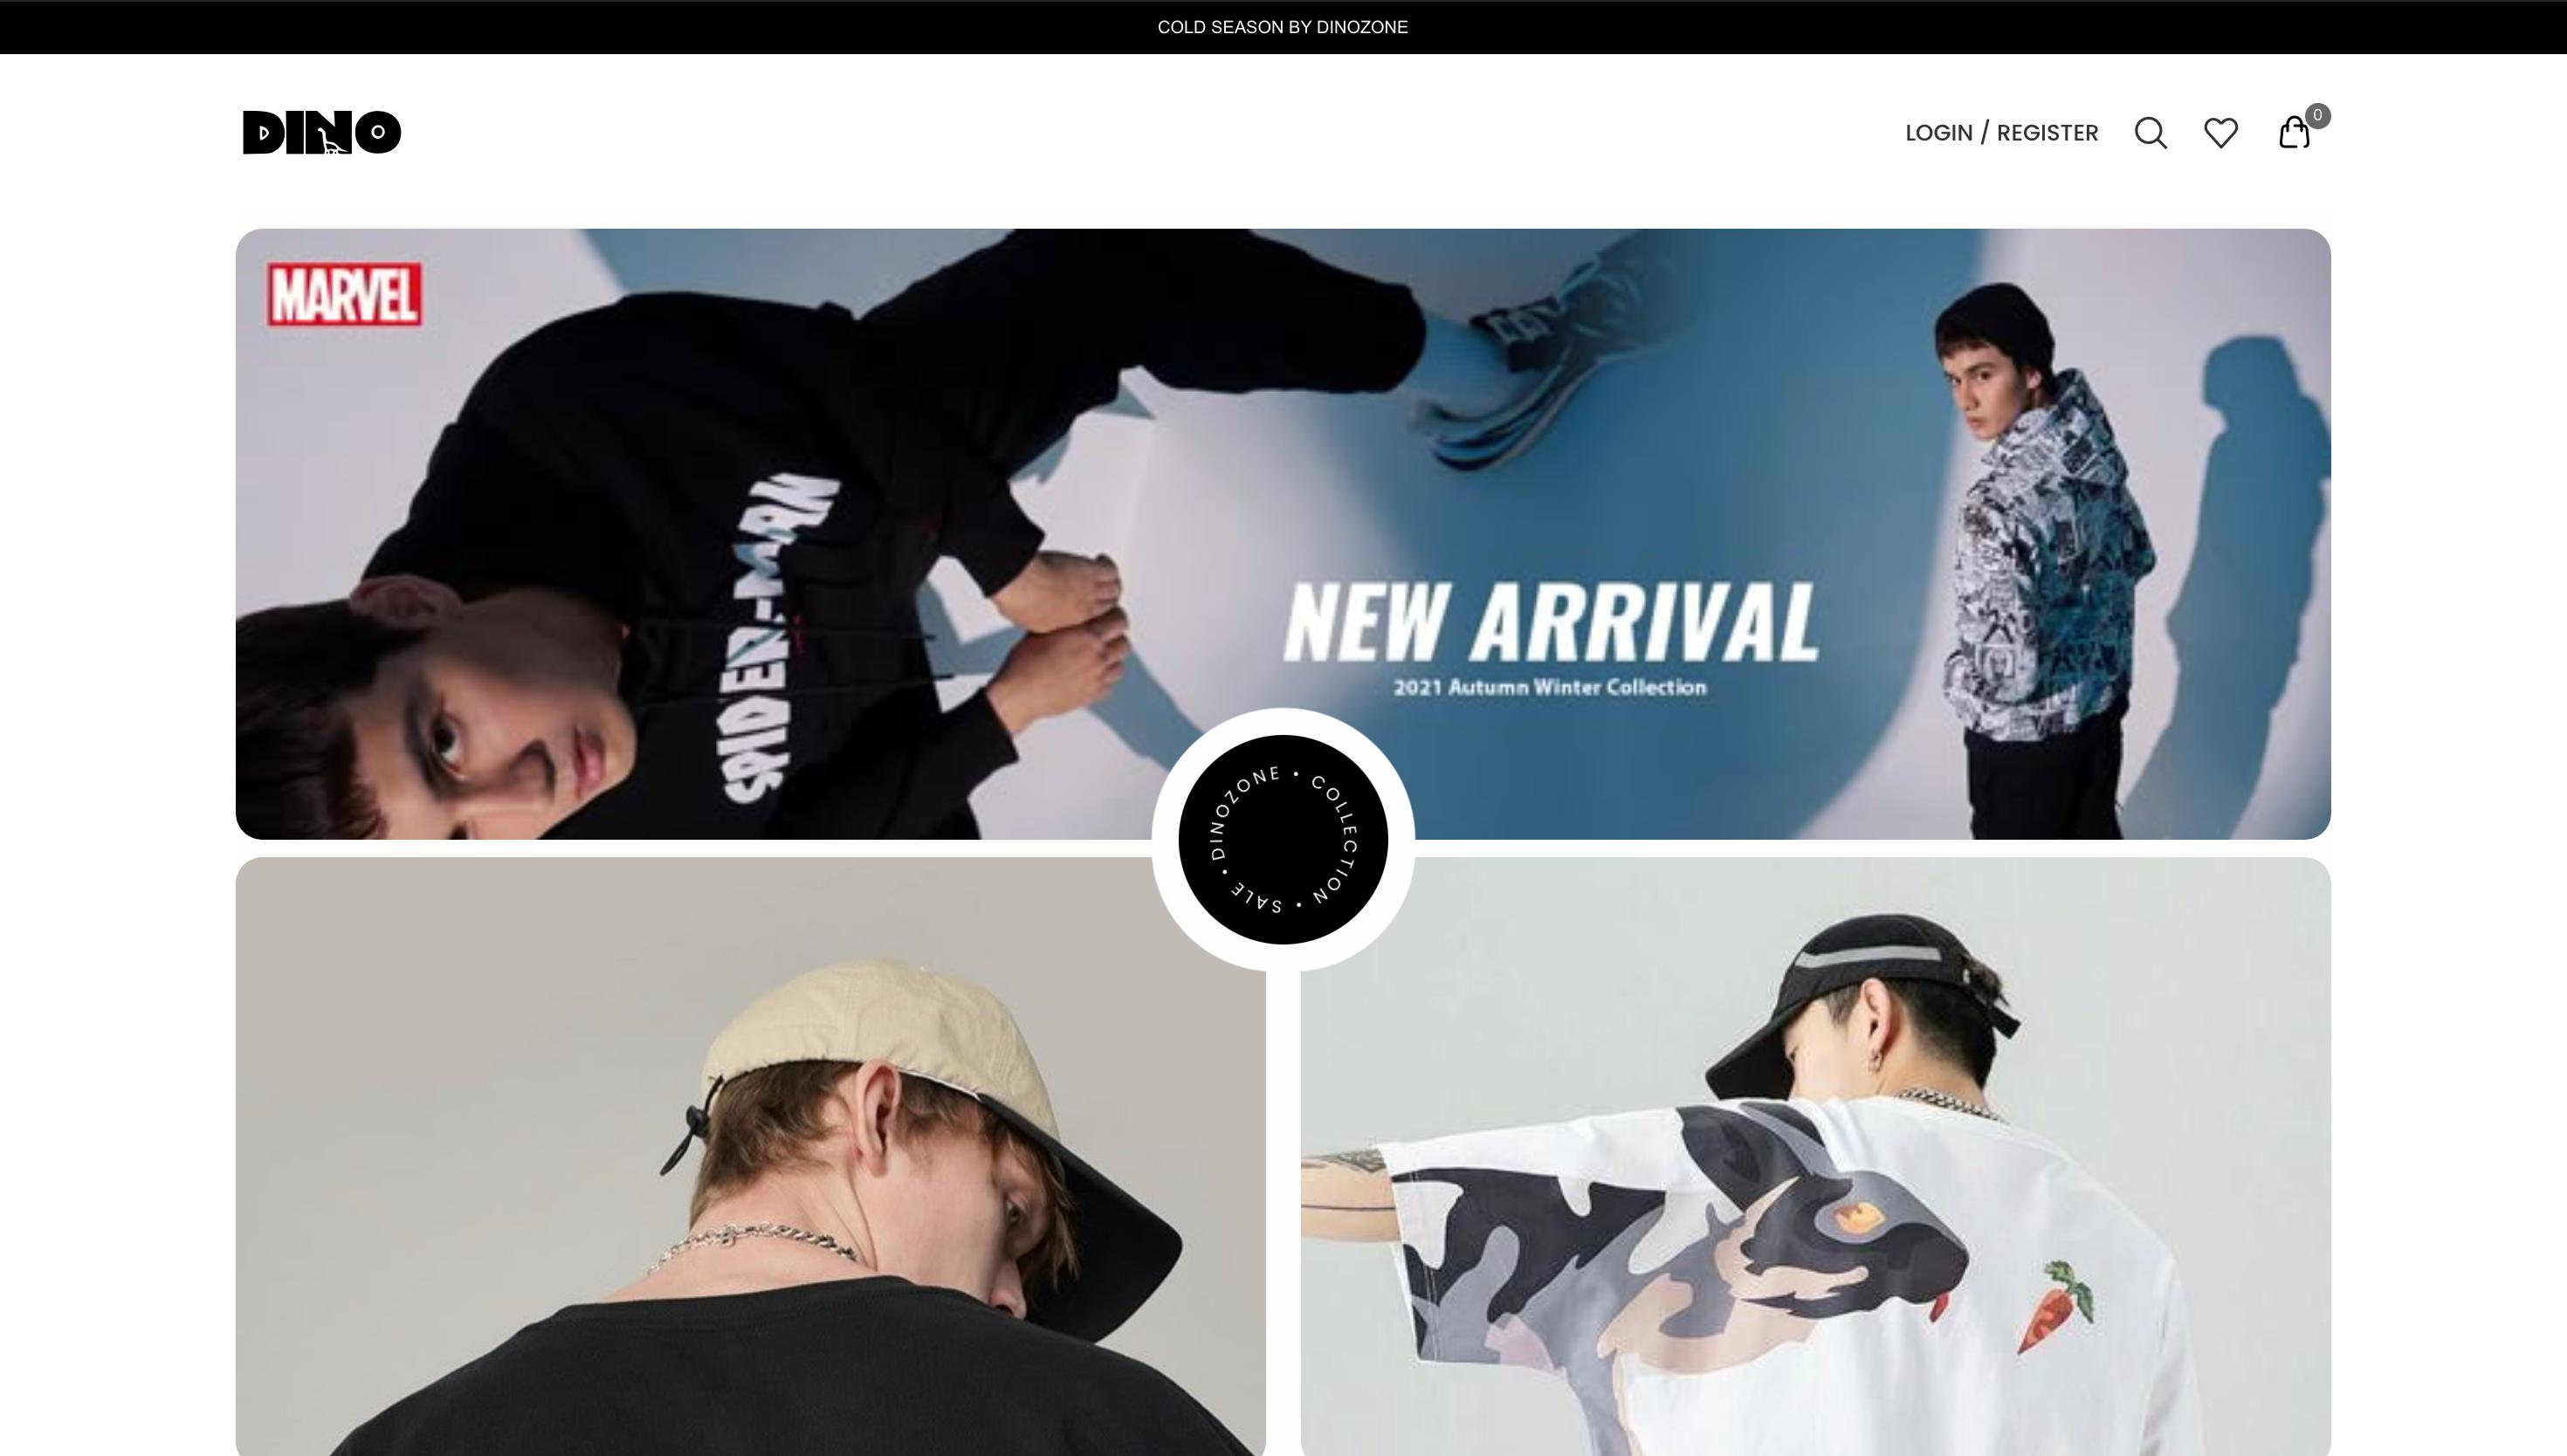 COLD SEASON BY DINOZONE
DINO
LOGIN / REGISTER
0
MARVEL
SPIDER-MAN
NEW ARRIVAL
2021 Autumn Winter Collection
DINOZONE • COLLECTION • SALE •